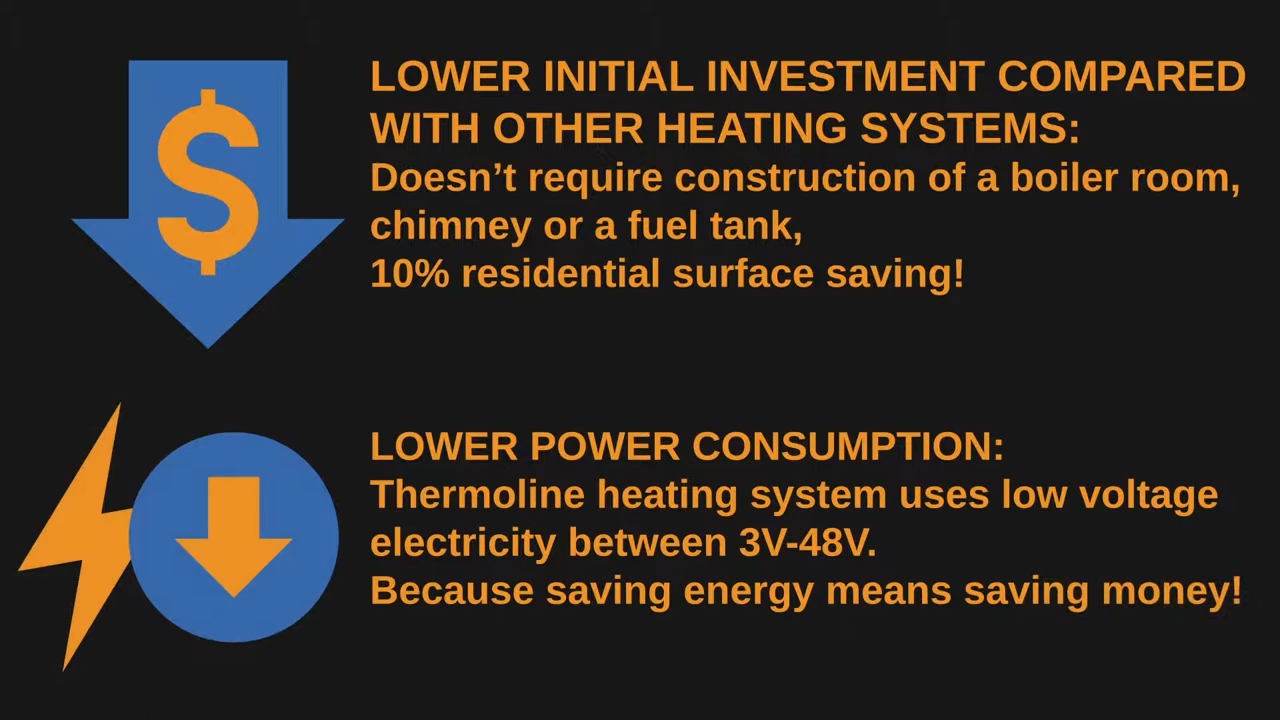 $
LOWER INITIAL INVESTMENT COMPARED
WITH OTHER HEATING SYSTEMS:
Doesn’t require construction of a boiler room,
chimney or a fuel tank,
10% residential surface saving!
LOWER POWER CONSUMPTION:
Thermoline heating system uses low voltage
electricity between 3V-48V.
Because saving energy means saving money!